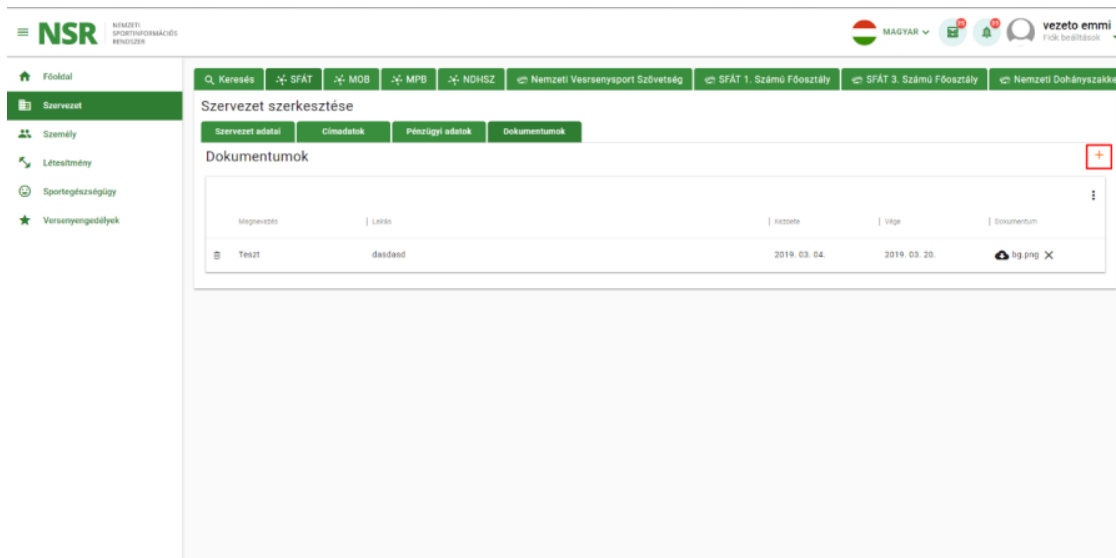 NSR NEMZETI
SPORTINFORMÁCIÓS
RENDSZER
MAGYAR
vezeto emmi
Fiók beállítások
Főoldal
Szervezet
Személy
Létesítmény
Sportegészségügy
Versenyengedélyek
Keresés SFÁT MOB MPB NDHSZ Nemzeti Vesrsenysport Szövetség SFÁT 1. Számú Főosztály SFÁT 3. Számú Főosztály Nemzeti Dohányszakke
Szervezet szerkesztése
Szervezet adatai Címadatok Pénzügyi adatok Dokumentumok
Dokumentumok
+
Megnevezés Leírás Kezdete Vége Dokumentum
Teszt dasdasd 2019. 03. 04. 2019. 03. 20. bg.png